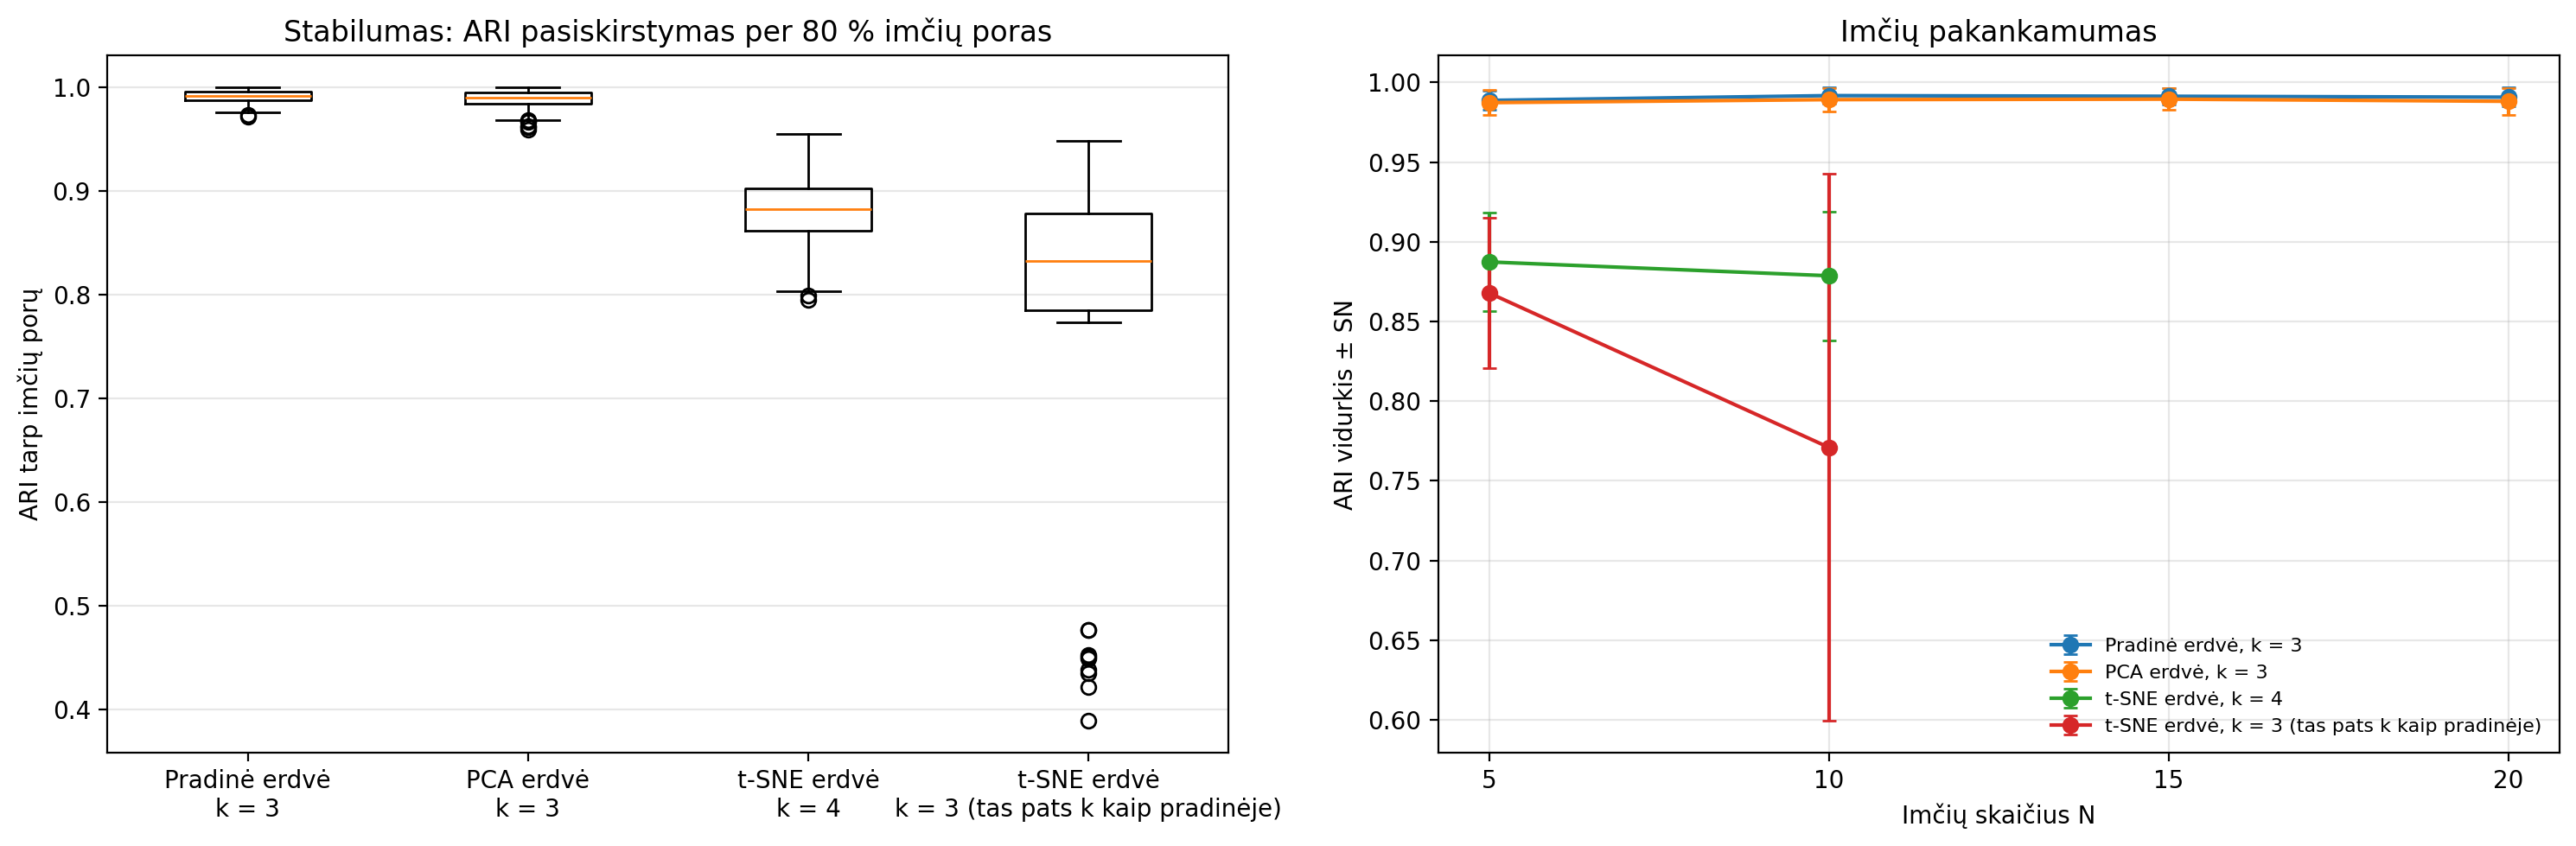 Stabilumas: ARI pasiskirstymas per 80 % imčių poras
ARI tarp imčių porų
1.0
0.9
0.8
0.7
0.6
0.5
0.4
Pradinė erdvė
k = 3
PCA erdvė
k = 3
t-SNE erdvė
k = 4
t-SNE erdvė
k = 3 (tas pats k kaip pradinėje)
Imčių pakankamumas
ARI vidurkis ± SN
1.00
0.95
0.90
0.85
0.80
0.75
0.70
0.65
0.60
Pradinė erdvė, k = 3
PCA erdvė, k = 3
t-SNE erdvė, k = 4
t-SNE erdvė, k = 3 (tas pats k kaip pradinėje)
5
10
15
20
Imčių skaičius N